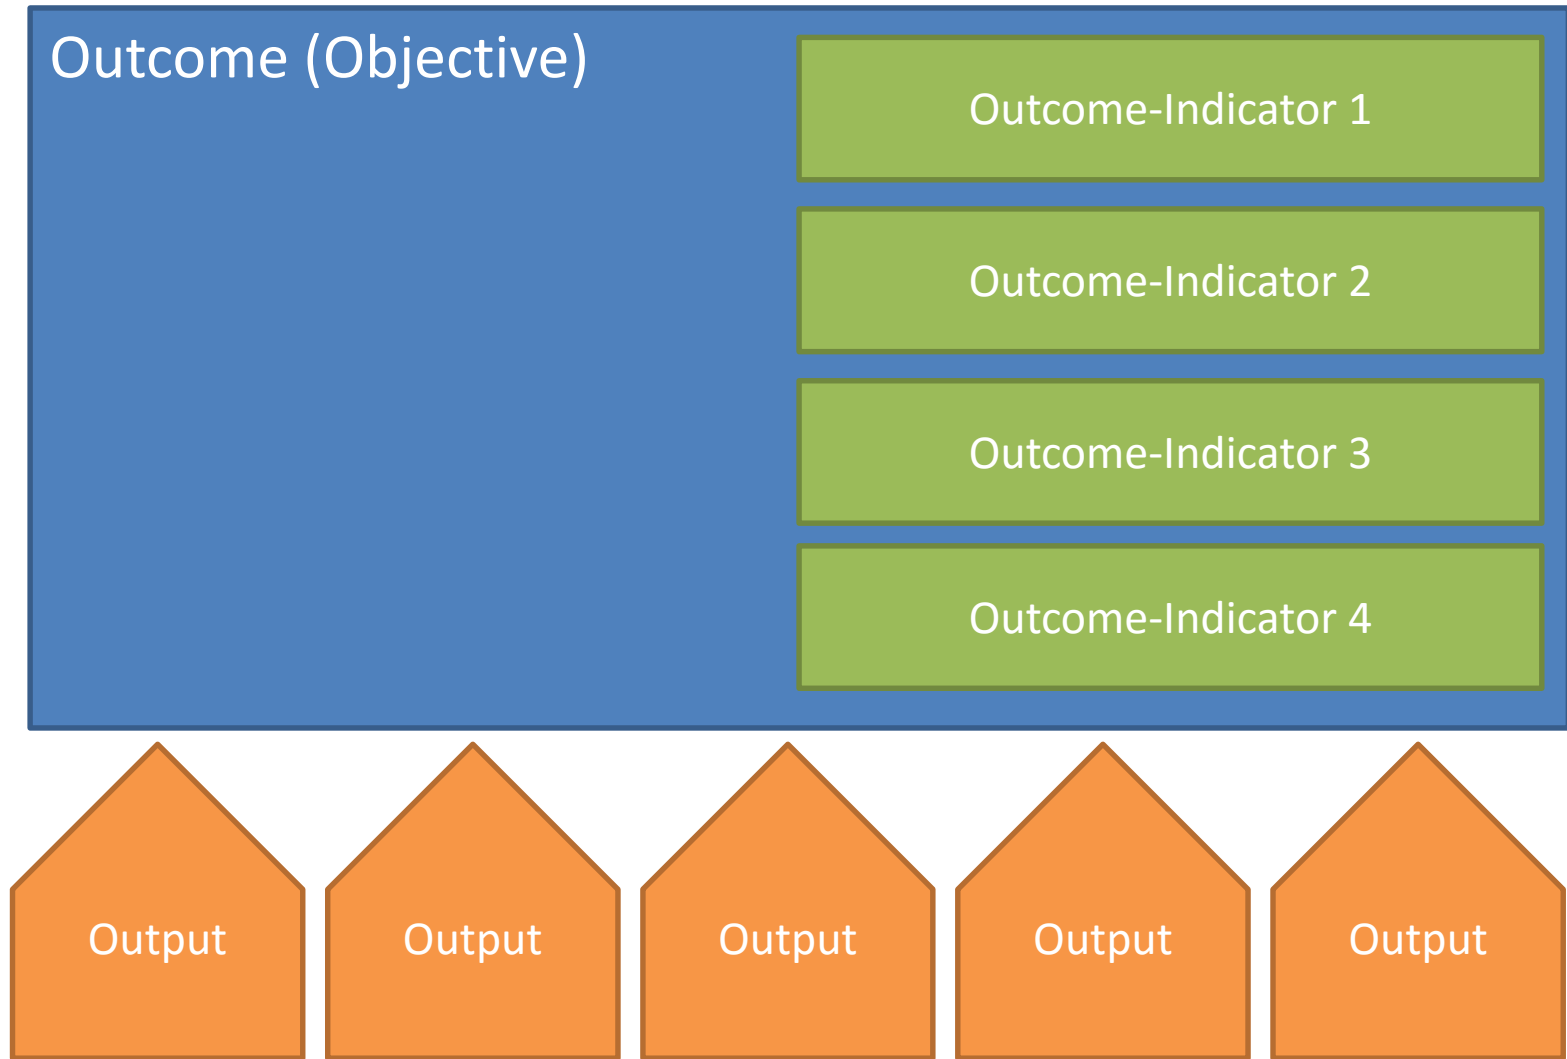 Outcome (Objective)
Outcome-Indicator 1
Outcome-Indicator 2
Outcome-Indicator 3
Outcome-Indicator 4
Output
Output
Output
Output
Output